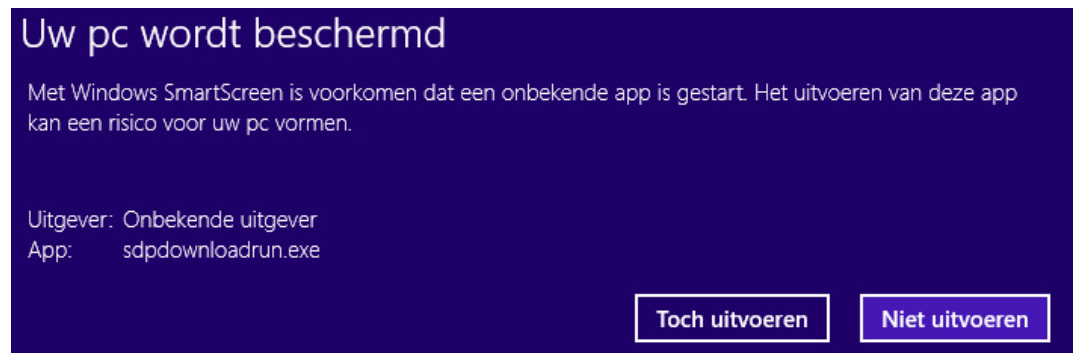 Uw pc wordt beschermd
Met Windows SmartScreen is voorkomen dat een onbekende app is gestart. Het uitvoeren van deze app
kan een risico voor uw pc vormen.
Uitgever: Onbekende uitgever
App: sdpdownloadrun.exe
Toch uitvoeren Niet uitvoeren